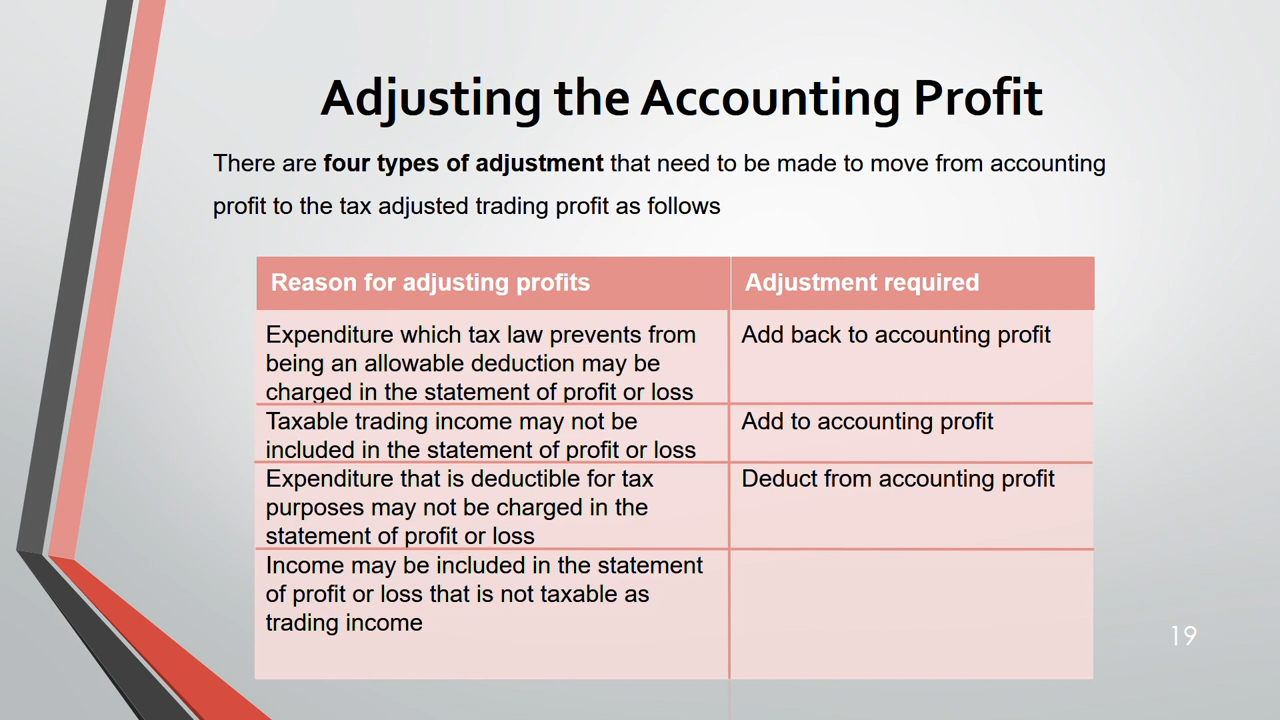 Adjusting the Accounting Profit
There are four types of adjustment that need to be made to move from accounting
profit to the tax adjusted trading profit as follows
Reason for adjusting profits
Adjustment required
Expenditure which tax law prevents from
being an allowable deduction may be
charged in the statement of profit or loss
Add back to accounting profit
Taxable trading income may not be
included in the statement of profit or loss
Add to accounting profit
Expenditure that is deductible for tax
purposes may not be charged in the
statement of profit or loss
Deduct from accounting profit
Income may be included in the statement
of profit or loss that is not taxable as
trading income
19